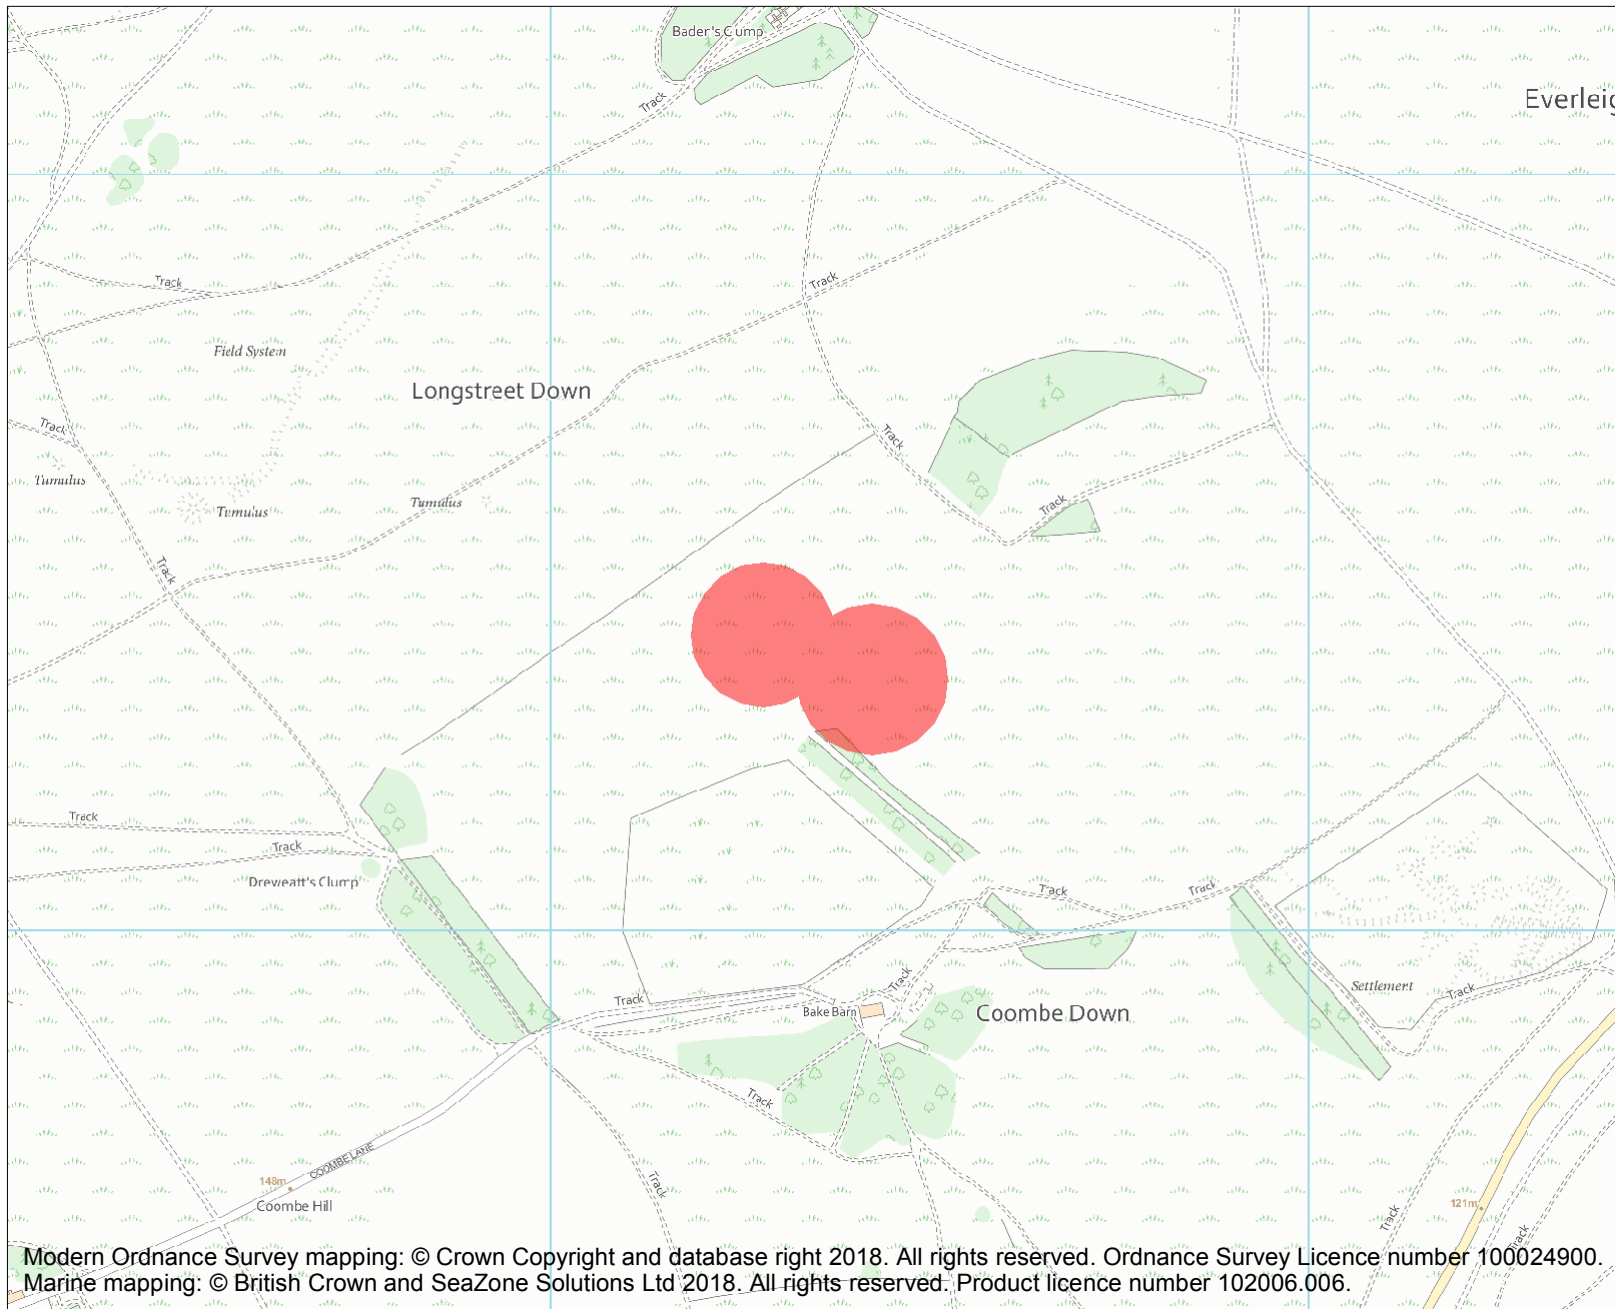 Bader's Cump
Track
Everleig
Track
Track
Field System
Longstreet Down
Track
Track
Tumulus
Tumulus
Tumulus
Track
Track
Track
Track
Dreweatt's Clump
Track
Track
Track
Track
Bake Barn
Coombe Down
Settlement
Track
Track
COOMBE LANE
148m
Coombe Hill
Track
121m
Track
Track
Modern Ordnance Survey mapping: © Crown Copyright and database right 2018. All rights reserved. Ordnance Survey Licence number 100024900.
Marine mapping: © British Crown and SeaZone Solutions Ltd 2018. All rights reserved. Product licence number 102006.006.